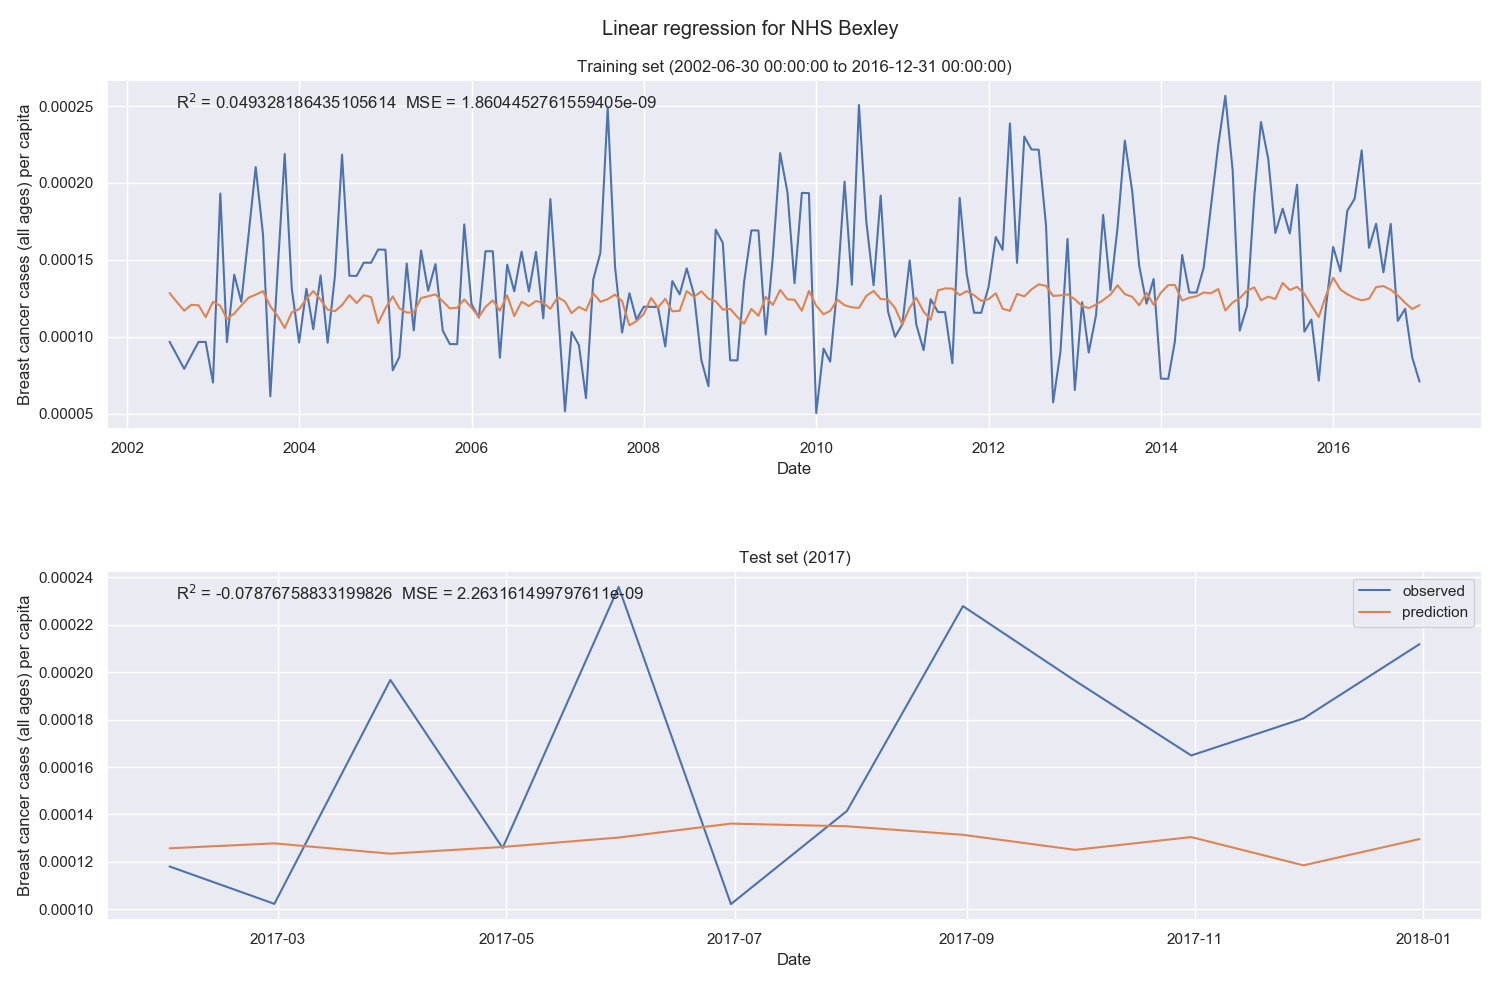 Linear regression for NHS Bexley
Training set (2002-06-30 00:00:00 to 2016-12-31 00:00:00)
R² = 0.049328186435105614 MSE = 1.8604452761559405e-09
Breast cancer cases (all ages) per capita
0.00025
0.00020
0.00015
0.00010
0.00005
2002 2004 2006 2008 2010 2012 2014 2016
Date
Test set (2017)
R² = -0.07876758833199826 MSE = 2.263161499797611e-09
observed
prediction
Breast cancer cases (all ages) per capita
0.00024
0.00022
0.00020
0.00018
0.00016
0.00014
0.00012
0.00010
2017-03 2017-05 2017-07 2017-09 2017-11 2018-01
Date